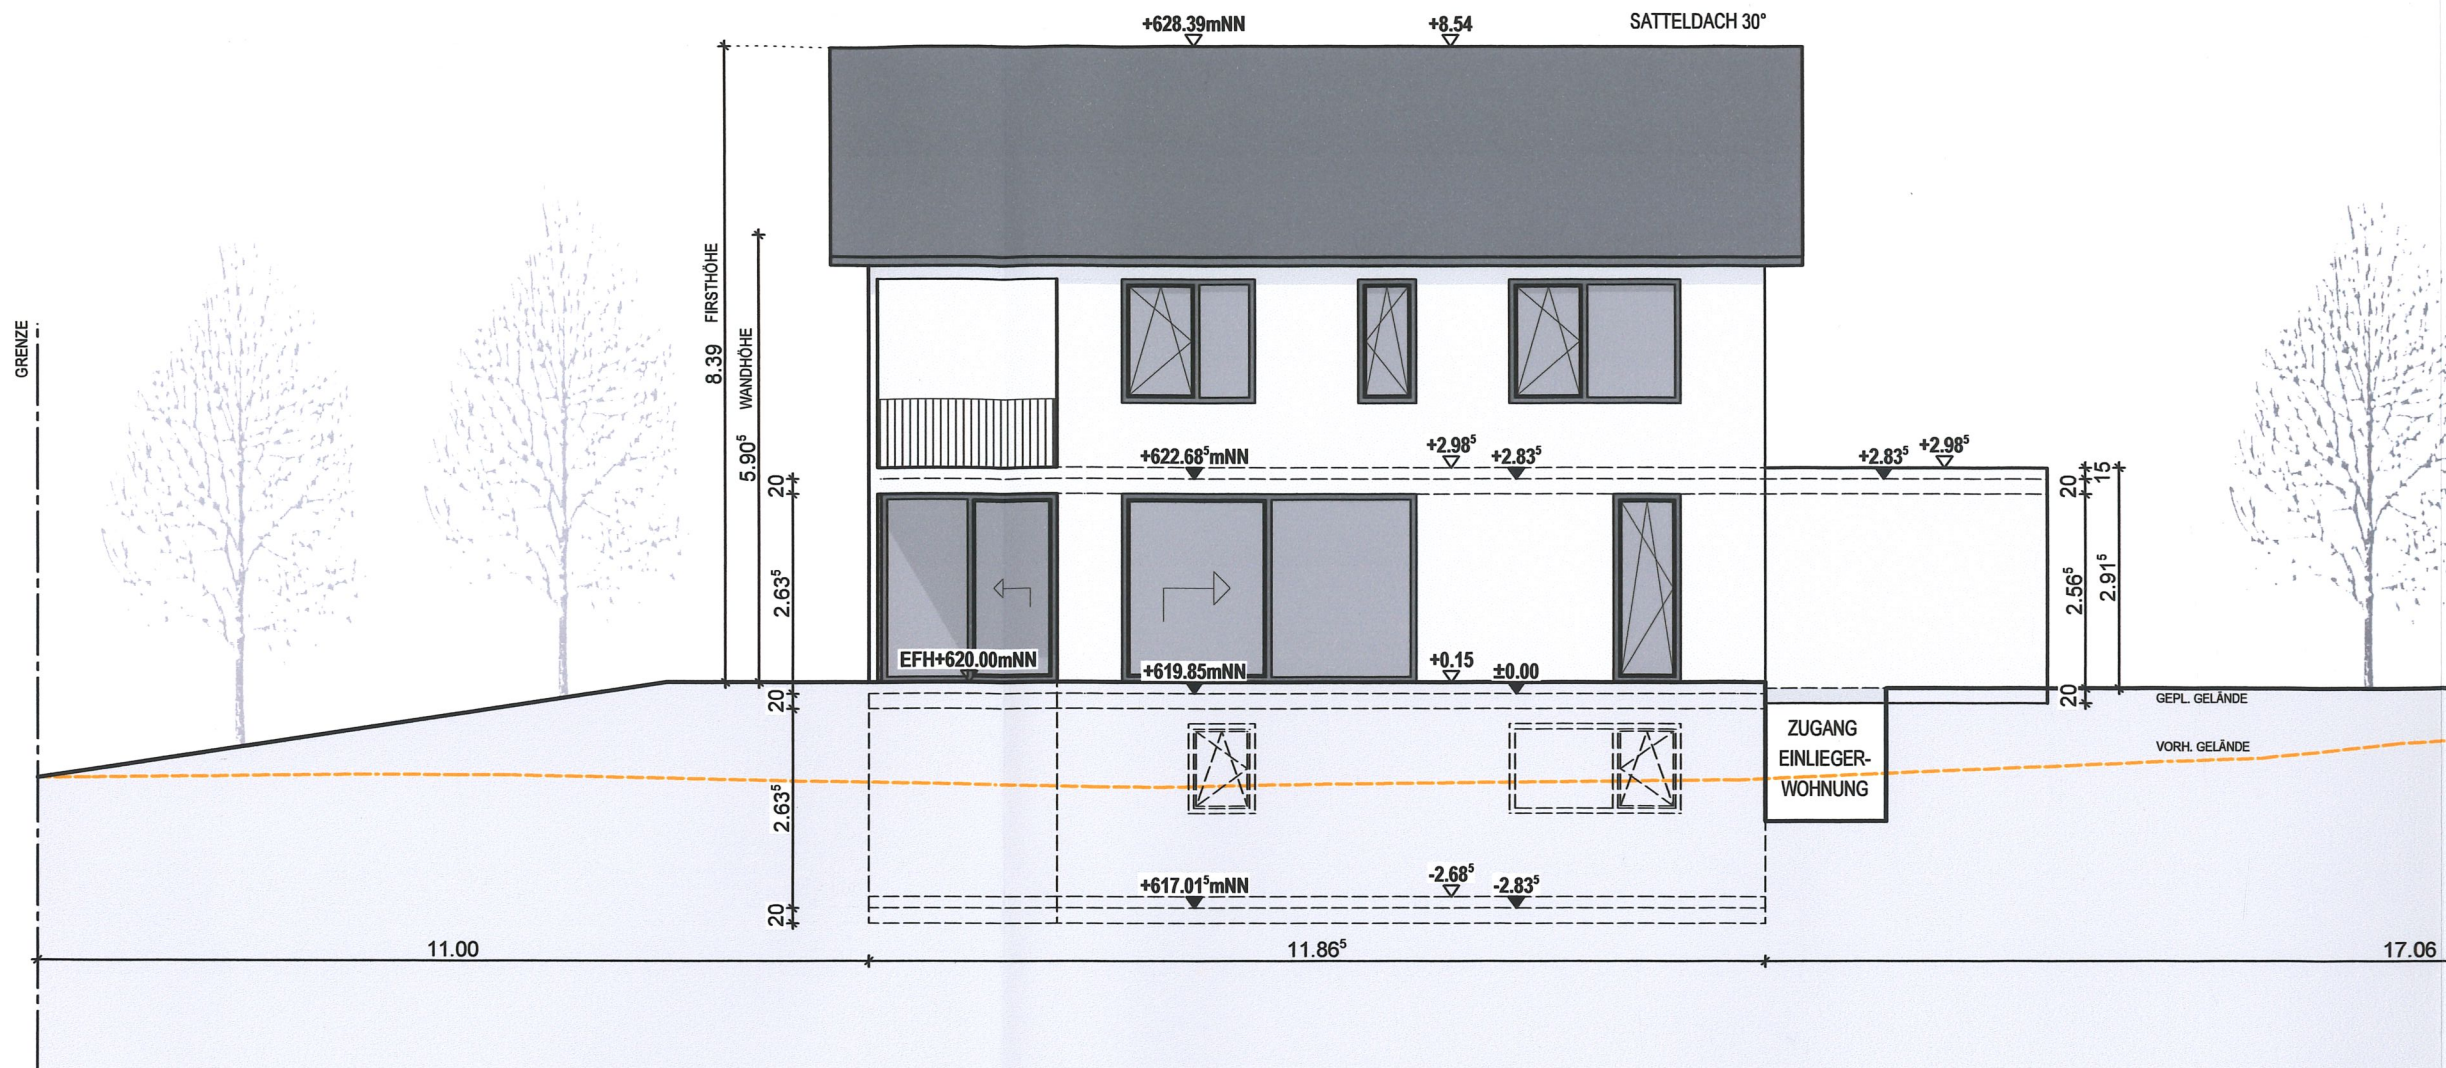 +628.39mNN
+8.54
SATTELDACH 30°
GRENZE
8.39 FIRSTHÖHE
5.90⁵ WANDHÖHE
+622.68⁵mNN
+2.98⁵
+2.83⁵
+2.83⁵
+2.98⁵
20
2.63⁵
20
15
2.56⁵
2.91⁵
EFH+620.00mNN
+619.85mNN
+0.15
±0.00
20
20
GEPL. GELÄNDE
ZUGANG
EINLIEGER-
WOHNUNG
VORH. GELÄNDE
2.63⁵
+617.01⁵mNN
-2.68⁵
-2.83⁵
20
11.00
11.86⁵
17.06